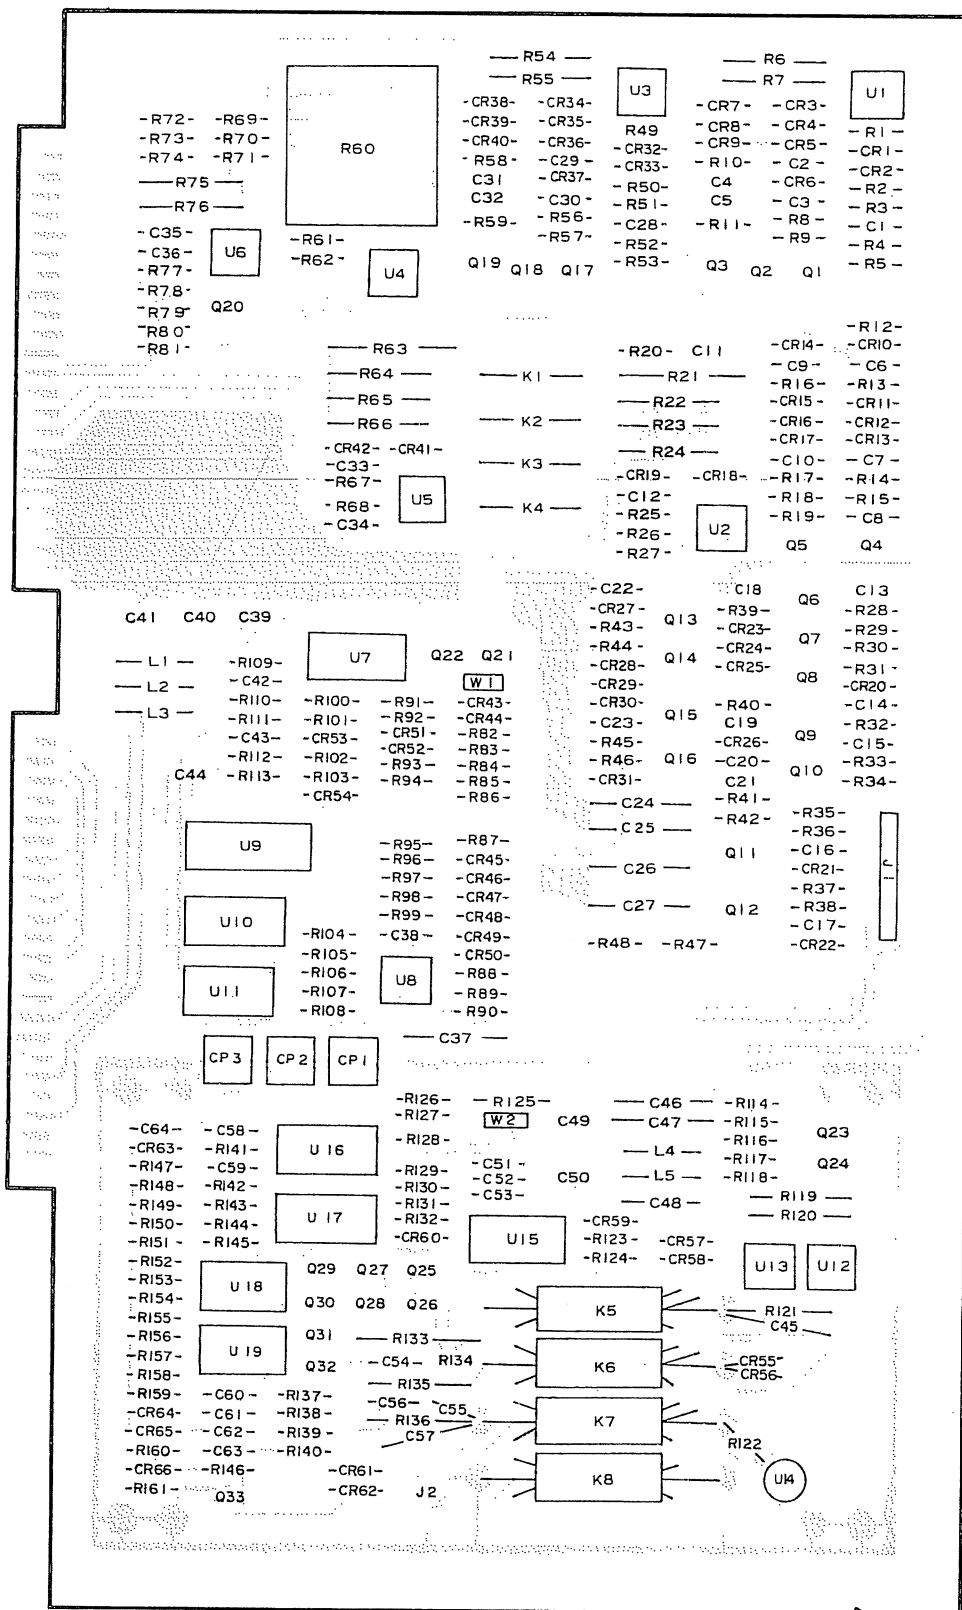 R54 R6
R55 R7
U3 U1
CR38 CR34 CR7 CR3
R72 R69 CR39 CR35 R49 CR8 CR4 R1
R73 R70 R60 CR40 CR36 CR32 CR9 CR5 CR1
R74 R71 R58 C29 CR33 R10 C2 CR2
R75 C31 CR37 R50 C4 CR6 R2
R76 C32 C30 R51 C5 C3 R3
C35 R59 R56 C28 R11 R8 C1
C36 U6 R61 R57 R52 R9 R4
R77 R62 U4 Q19 Q18 Q17 R53 Q3 Q2 Q1 R5
R78
R79 Q20
R80 R12
R81 R63 R20 C11 CR14 CR10
R64 K1 R21 C9 C6
R16 R13
R65 R22 CR15 CR11
R66 K2 R23 CR16 CR12
CR42 CR41 R24 CR17 CR13
C33 K3 C10 C7
R67 U5 CR19 CR18 R17 R14
R68 K4 C12 R18 R15
C34 R25 U2 R19 C8
R26
R27 Q5 Q4
C22 C18 C13
CR27 R39 Q6 R28
C41 C40 C39 R43 Q13 CR23 R29
R44 CR24 Q7 R30
L1 R109 U7 Q22 Q21 CR28 Q14 CR25 R31
L2 C42 W1 CR29 Q8 CR20
R110 R100 R91 CR43 CR30 R40 C14
L3 R111 R101 R92 CR44 C23 Q15 C19 R32
C43 CR53 CR51 R82 R45 CR26 Q9 C15
R112 R102 CR52 R83 R46 Q16 C20 R33
C44 R113 R103 R93 R84 CR31 C21 Q10 R34
CR54 R94 R85
R86 C24 R41
C25 R42 R35
U9 R95 R87 R36
R96 CR45 Q11 C16 J1
R97 CR46 C26 CR21
R98 CR47 R37
U10 R99 CR48 C27 Q12 R38
R104 C38 CR49 C17
R105 CR50 R48 R47 CR22
U11 R106 U8 R88
R107 R89
R108 R90
C37
CP3 CP2 CP1
R126 R125 C46 R114
R127 W2 C49 C47 R115
C64 C58 R128 R116 Q23
CR63 R141 U16 L4 R117
R147 C59 R129 C51 C50 L5 R118 Q24
R148 R142 R130 C52
R149 R143 R131 C53 C48 R119
R150 R144 U17 R132 CR59 R120
R151 R145 CR60 U15 R123 CR57
R152 R124 CR58 U13 U12
R153 U18 Q29 Q27 Q25
R154 Q30 Q28 Q26 K5 R121
R155 C45
R156 Q31 R133
R157 U19 C54 R134 K6 CR55
R158 Q32 CR56
R159 C60 R137 R135
CR64 C61 R138 C56 C55 K7
CR65 C62 R139 R136
R160 C63 R140 C57 R122
CR66 R146 CR61 K8 U14
R161 Q33 CR62 J2